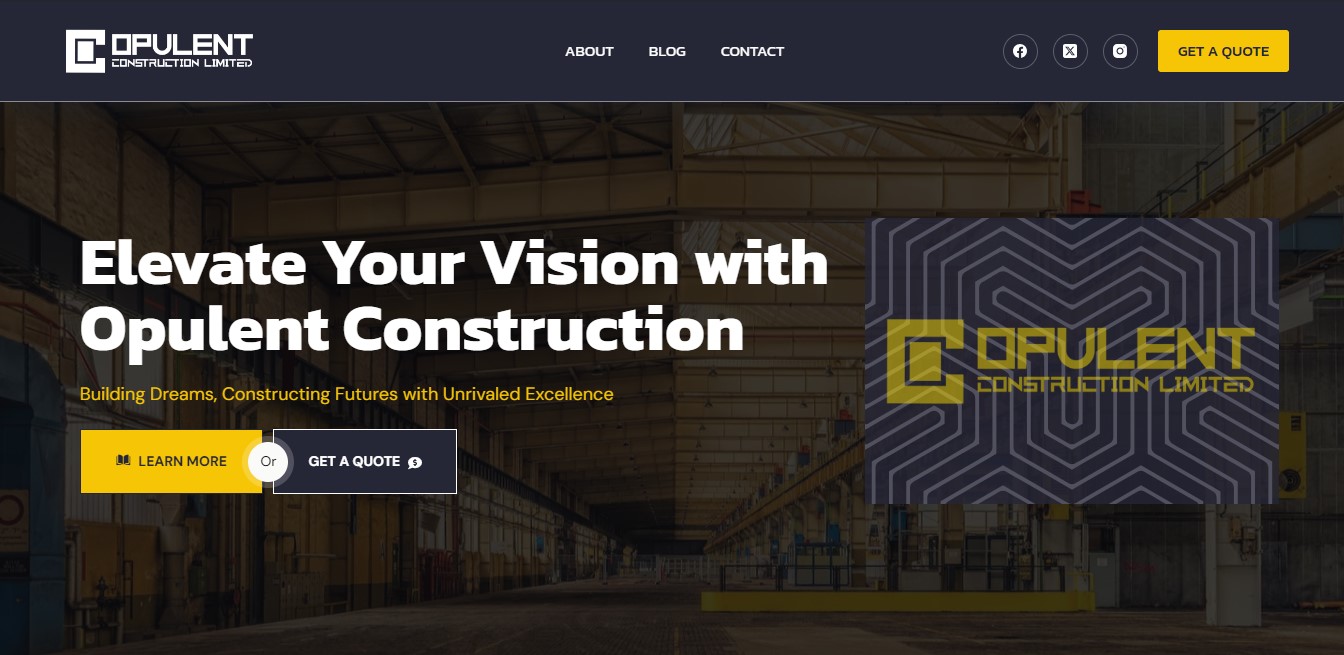 OPULENT
CONSTRUCTION LIMITED
ABOUT BLOG CONTACT
GET A QUOTE
Elevate Your Vision with
Opulent Construction
Building Dreams, Constructing Futures with Unrivaled Excellence
LEARN MORE Or GET A QUOTE
OPULENT
CONSTRUCTION LIMITED